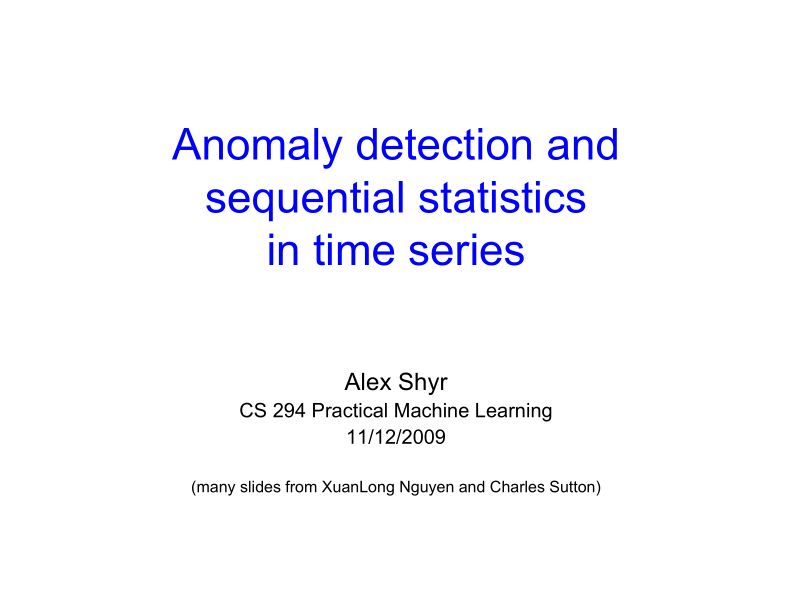 Anomaly detection and
sequential statistics
in time series
Alex Shyr
CS 294 Practical Machine Learning
11/12/2009
(many slides from XuanLong Nguyen and Charles Sutton)